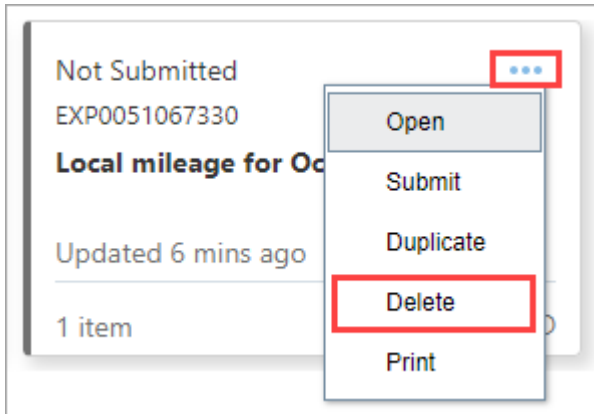 Not Submitted
EXP0051067330
Local mileage for Oc
Updated 6 mins ago
1 item
Open
Submit
Duplicate
Delete
Print